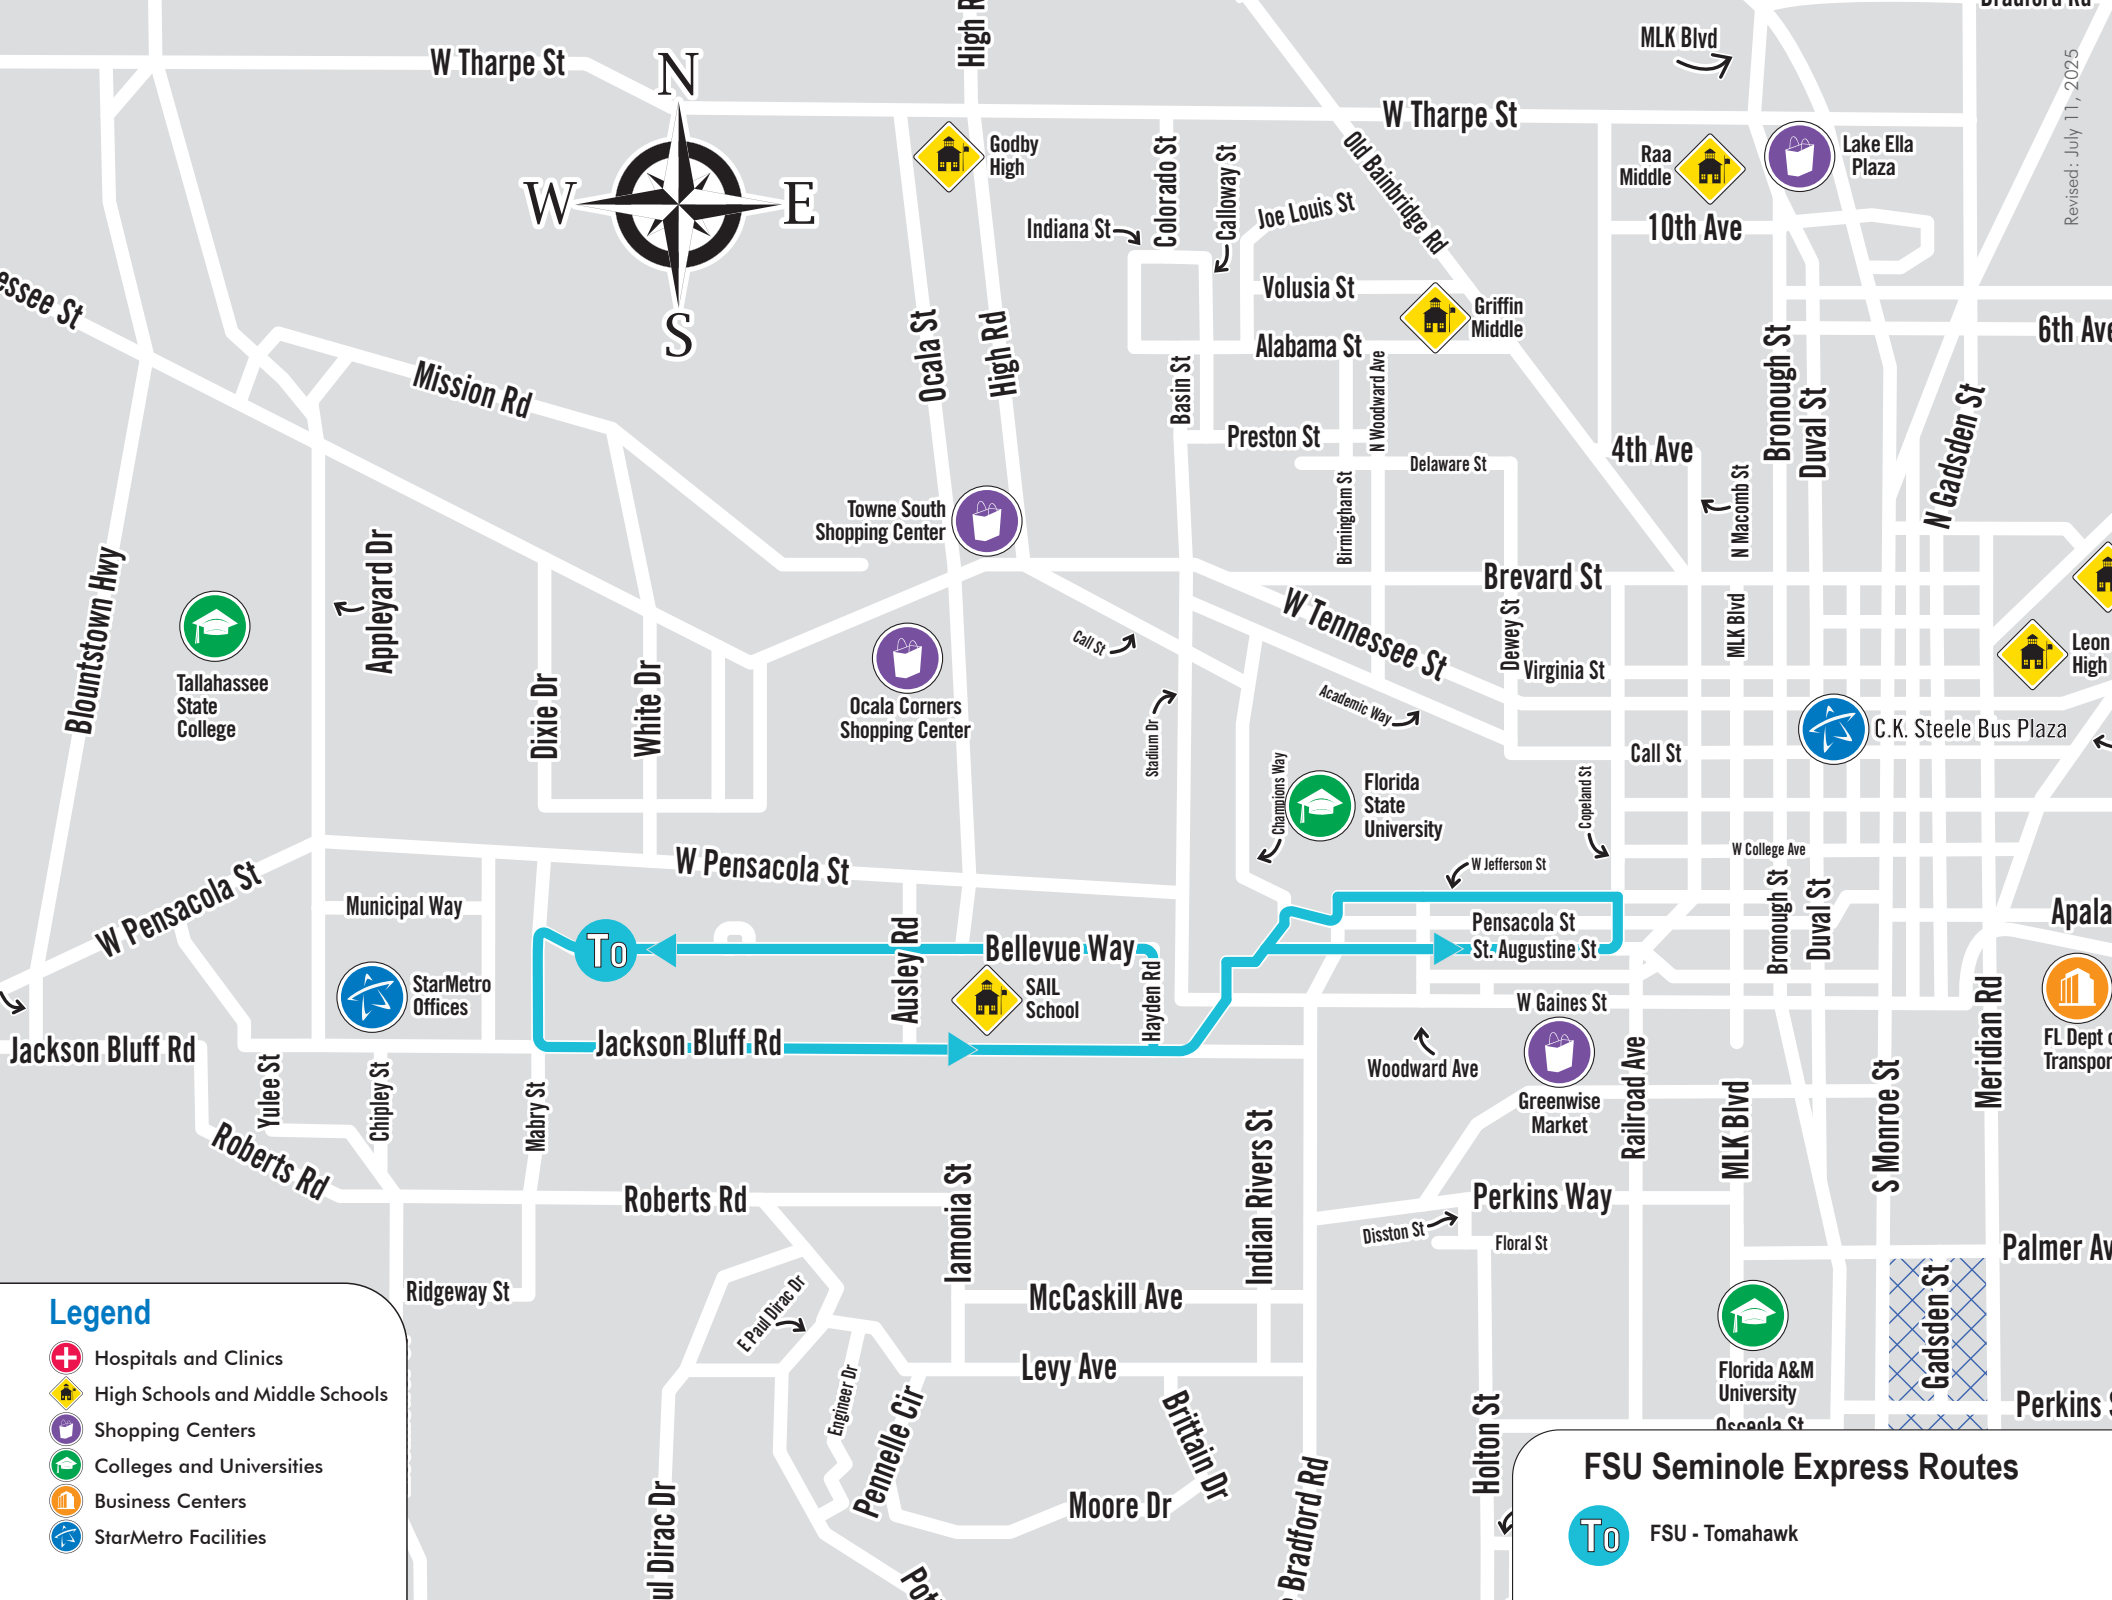 Bradford Rd
MLK Blvd
High R
W Tharpe St
N
W Tharpe St
Revised: July 11, 2025
Godby
High
Colorado St
Calloway St
Old Bainbridge Rd
Raa
Middle
Lake Ella
Plaza
W
E
Indiana St
Joe Louis St
10th Ave
essee St
Volusia St
Griffin
Middle
S
Ocala St
High Rd
Alabama St
6th Ave
Mission Rd
Basin St
N Woodward Ave
Bronough St
Duval St
N Gadsden St
Preston St
Delaware St
4th Ave
N Macomb St
Towne South
Shopping Center
Birmingham St
Blountstown Hwy
Appleyard Dr
Brevard St
W Tennessee St
Dewey St
MLK Blvd
Call St
Leon
High
Tallahassee
State
College
Dixie Dr
White Dr
Ocala Corners
Shopping Center
Virginia St
Academic Way
Stadium Dr
C.K. Steele Bus Plaza
Call St
Champions Way
Florida
State
University
Copeland St
W College Ave
W Pensacola St
W Jefferson St
W Pensacola St
Municipal Way
Ausley Rd
Pensacola St
Bronough St
Duval St
Apala
To
Bellevue Way
St. Augustine St
StarMetro
Offices
SAIL
School
Hayden Rd
W Gaines St
Meridian Rd
Jackson Bluff Rd
Jackson Bluff Rd
FL Dept o
Transpor
Woodward Ave
Greenwise
Market
Railroad Ave
MLK Blvd
S Monroe St
Yulee St
Chipley St
Mabry St
Roberts Rd
Roberts Rd
Iamonia St
Indian Rivers St
Perkins Way
Disston St
Floral St
Palmer Av
Ridgeway St
McCaskill Ave
E Paul Dirac Dr
Gadsden St
Levy Ave
Engineer Dr
Pennelle Cir
Brittain Dr
Florida A&M
University
Osceola St
Perkins S
Holton St
Moore Dr
ul Dirac Dr
Bradford Rd
Pot
Legend
Hospitals and Clinics
High Schools and Middle Schools
Shopping Centers
Colleges and Universities
Business Centers
StarMetro Facilities
FSU Seminole Express Routes
To
FSU - Tomahawk